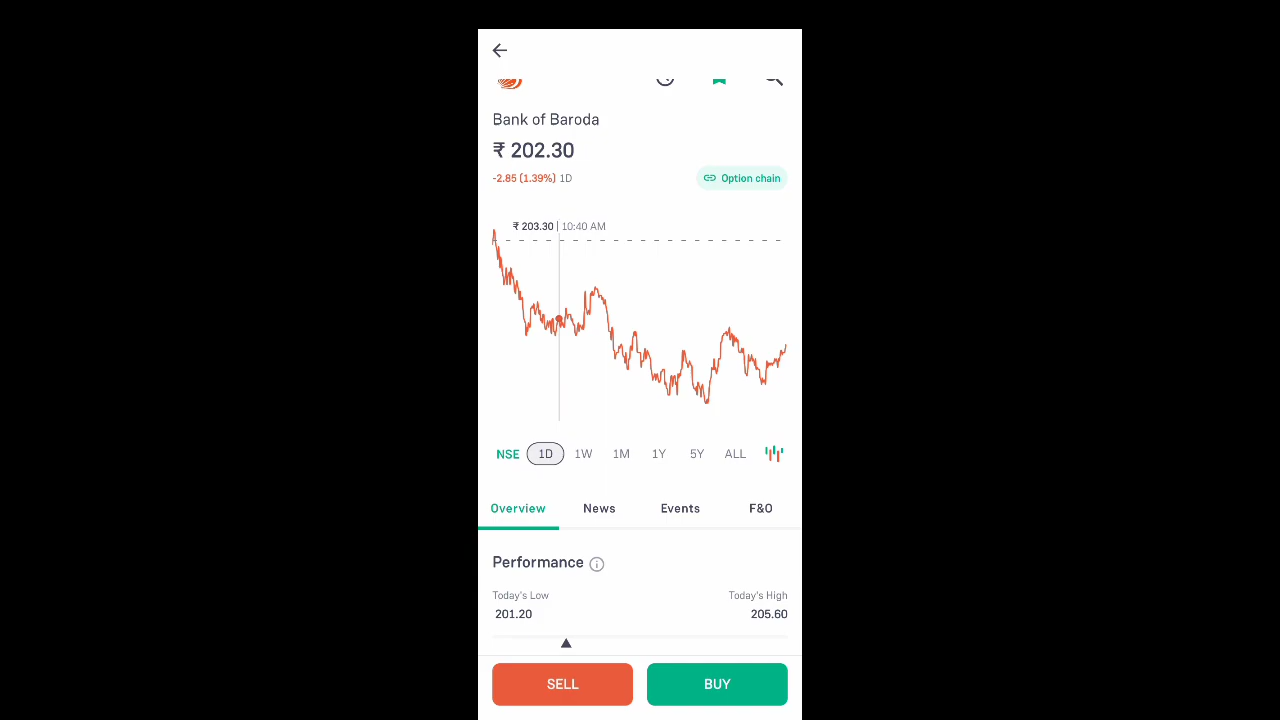 Bank of Baroda
₹ 202.30
-2.85 (1.39%) 1D
Option chain
₹ 203.30 | 10:40 AM
NSE 1D 1W 1M 1Y 5Y ALL
Overview News Events F&O
Performance
Today's Low Today's High
201.20 205.60
SELL BUY